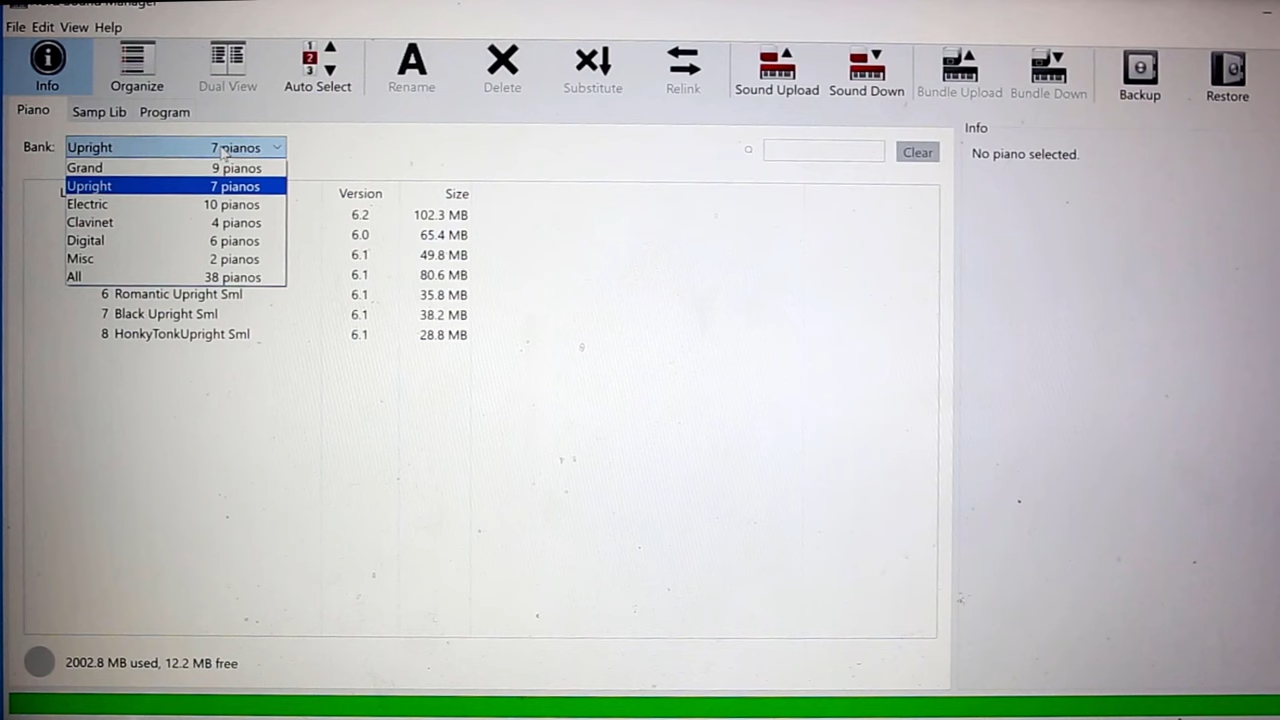 File Edit View Help
Info
Organize
Dual View
1
2
3
Auto Select
A
Rename
Delete
Substitute
Relink
Sound Upload
Sound Down
Bundle Upload
Bundle Down
Backup
Restore
Piano Samp Lib Program
Bank: Upright 7 pianos
Clear
Grand 9 pianos
Upright 7 pianos
Electric 10 pianos
Clavinet 4 pianos
Digital 6 pianos
Misc 2 pianos
All 38 pianos
Version Size
6.2 102.3 MB
6.0 65.4 MB
6.1 49.8 MB
6.1 80.6 MB
6 Romantic Upright Sml 6.1 35.8 MB
7 Black Upright Sml 6.1 38.2 MB
8 HonkyTonkUpright Sml 6.1 28.8 MB
Info
No piano selected.
2002.8 MB used, 12.2 MB free